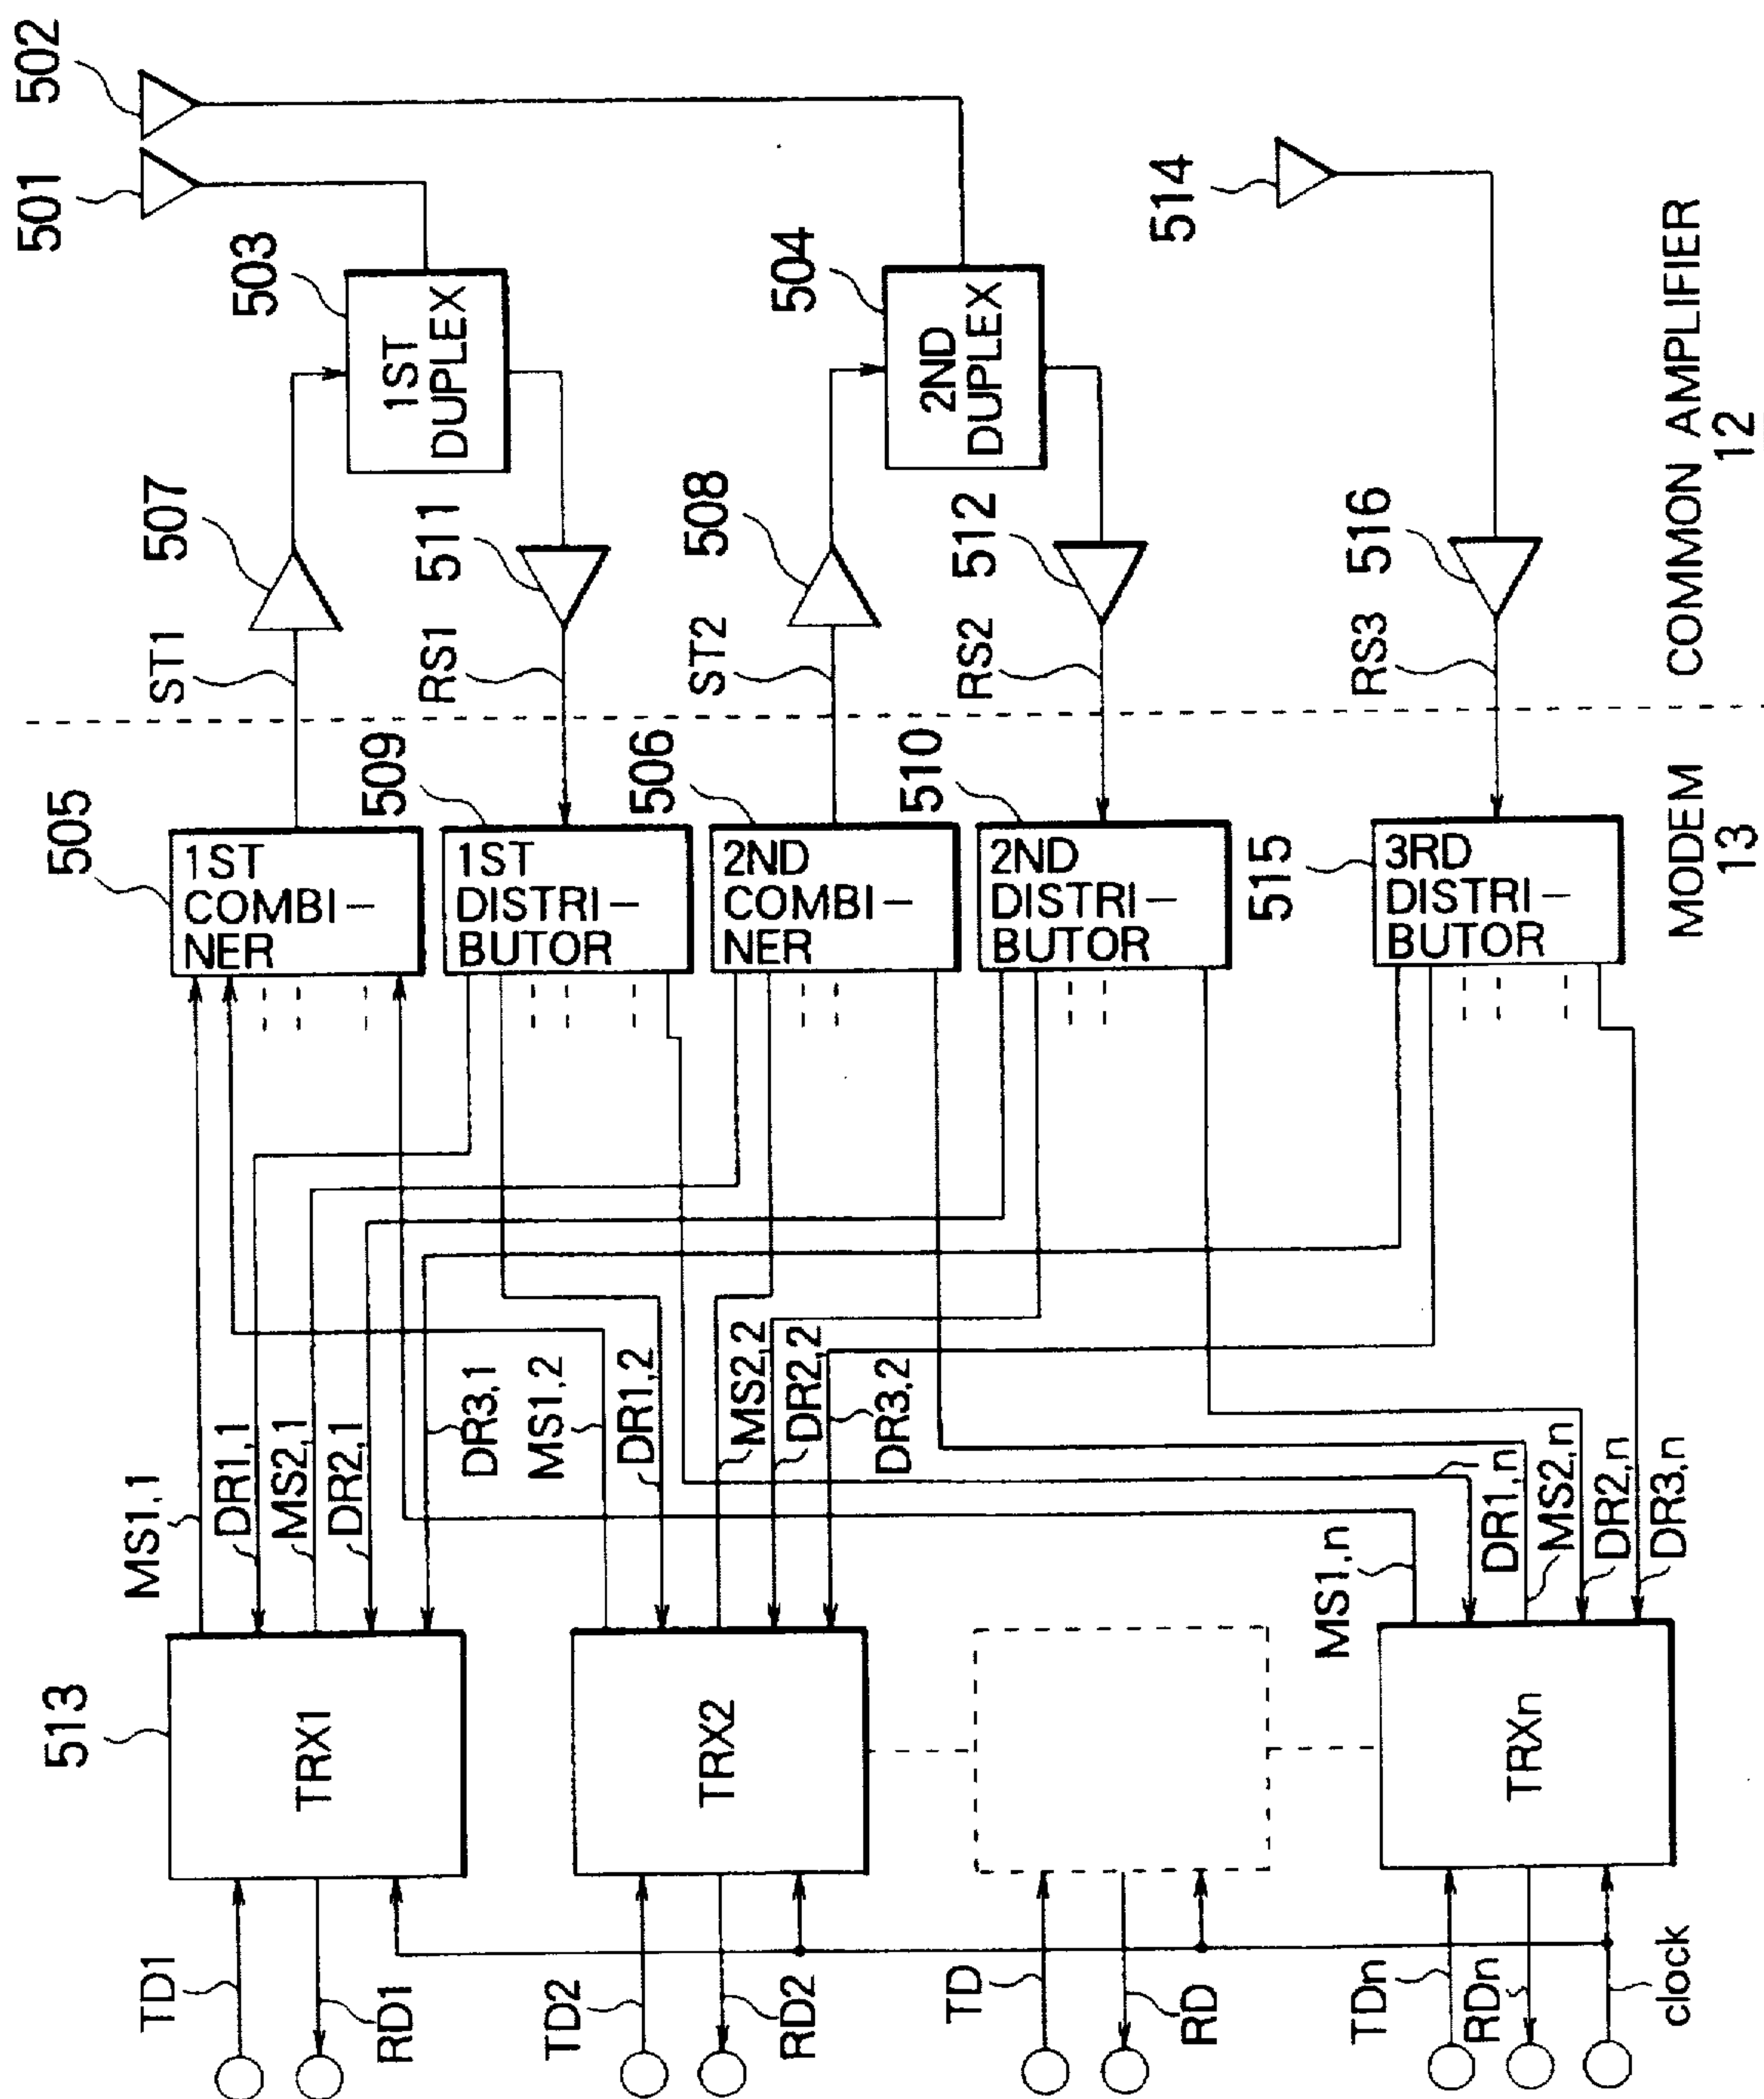 502
501
503
1ST
DUPLEX
504
2ND
DUPLEX
514
507
511
508
512
516
ST1
RS1
ST2
RS2
RS3
COMMON AMPLIFIER
12
505
509
506
510
515
1ST
COMBI-
NER
1ST
DISTRI-
BUTOR
2ND
COMBI-
NER
2ND
DISTRI-
BUTOR
3RD
DISTRI-
BUTOR
MODEM
13
MS1,1
DR1,1
MS2,1
DR2,1
DR3,1
MS1,2
DR1,2
MS2,2
DR2,2
DR3,2
MS1,n
DR1,n
MS2,n
DR2,n
DR3,n
513
TRX1
TRX2
TRXn
TD1
RD1
TD2
RD2
TD
RD
TDn
RDn
clock